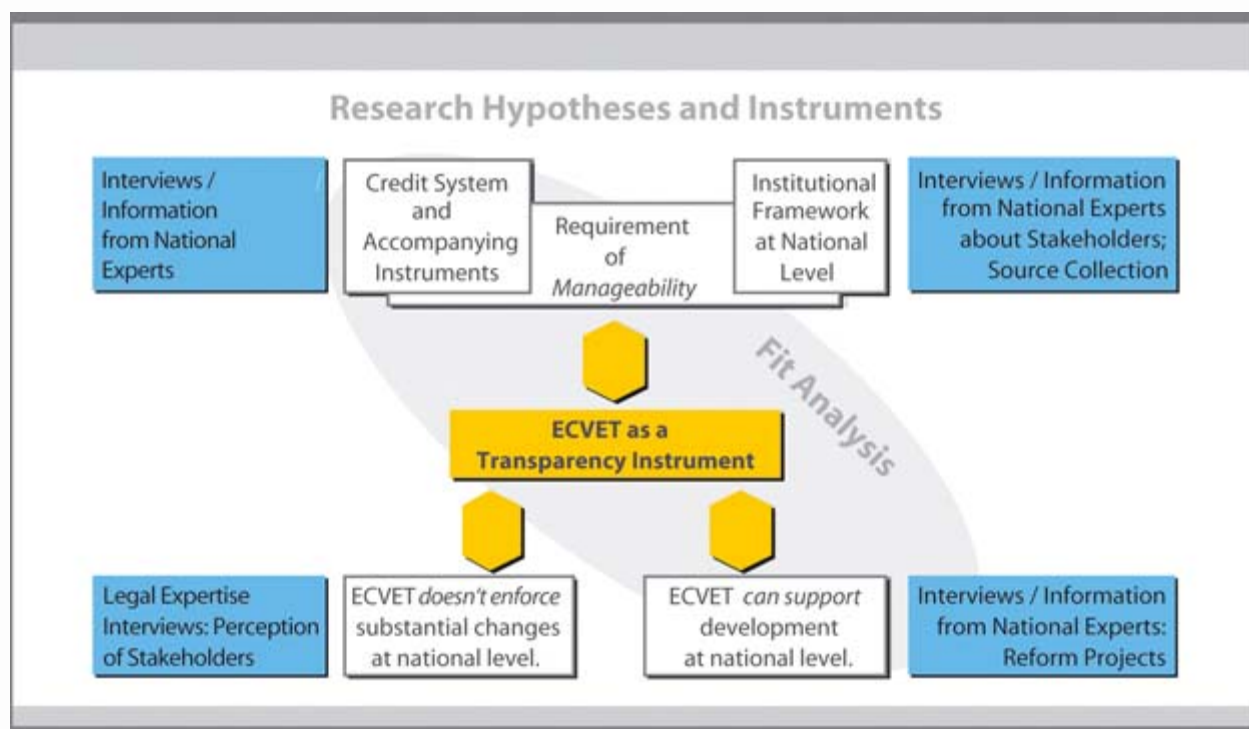 Research Hypotheses and Instruments
Interviews /
Information
from National
Experts
Credit System
and
Accompanying
Instruments
Requirement
of
Manageability
Institutional
Framework
at National
Level
Interviews / Information
from National Experts
about Stakeholders;
Source Collection
Fit Analysis
ECVET as a
Transparency Instrument
Legal Expertise
Interviews: Perception
of Stakeholders
ECVET doesn't enforce
substantial changes
at national level.
ECVET can support
development
at national level.
Interviews / Information
from National Experts:
Reform Projects